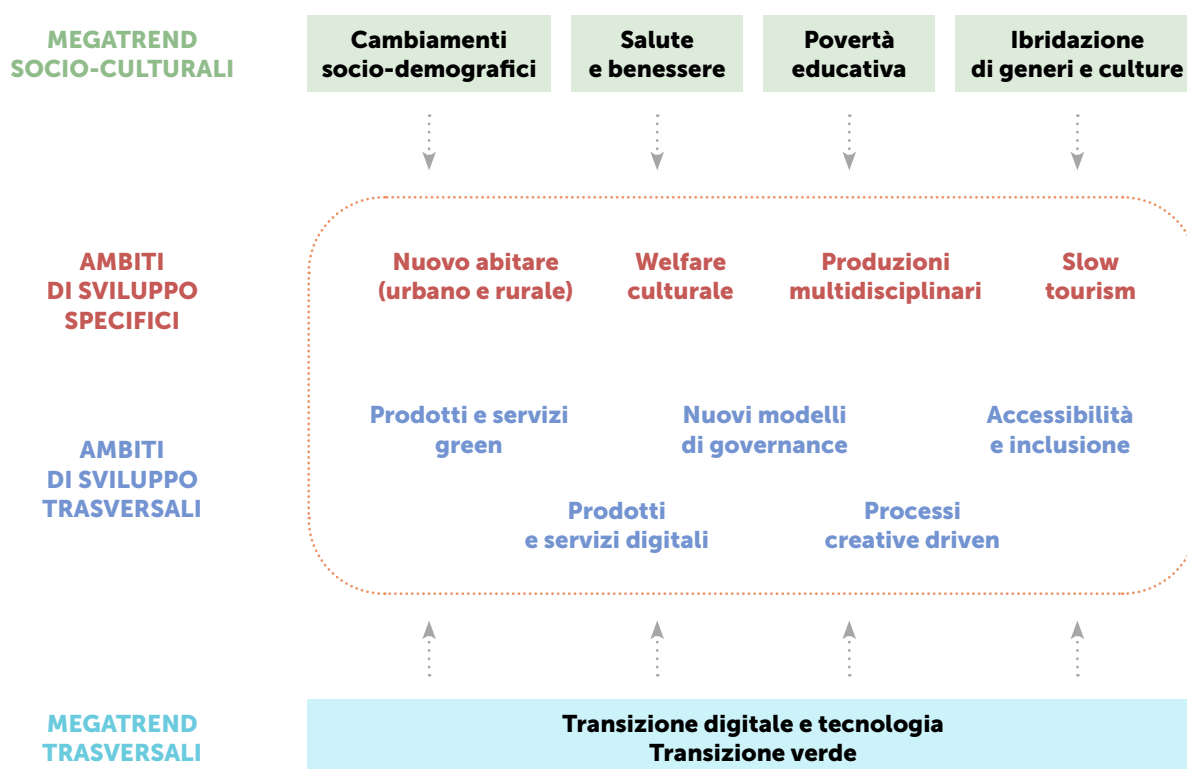 MEGATREND
SOCIO-CULTURALI
Cambiamenti
socio-demografici
Salute
e benessere
Povertà
educativa
Ibridazione
di generi e culture
AMBITI
DI SVILUPPO
SPECIFICI
Nuovo abitare
(urbano e rurale)
Welfare
culturale
Produzioni
multidisciplinari
Slow
tourism
AMBITI
DI SVILUPPO
TRASVERSALI
Prodotti e servizi
green
Nuovi modelli
di governance
Accessibilità
e inclusione
Prodotti
e servizi digitali
Processi
creative driven
MEGATREND
TRASVERSALI
Transizione digitale e tecnologia
Transizione verde